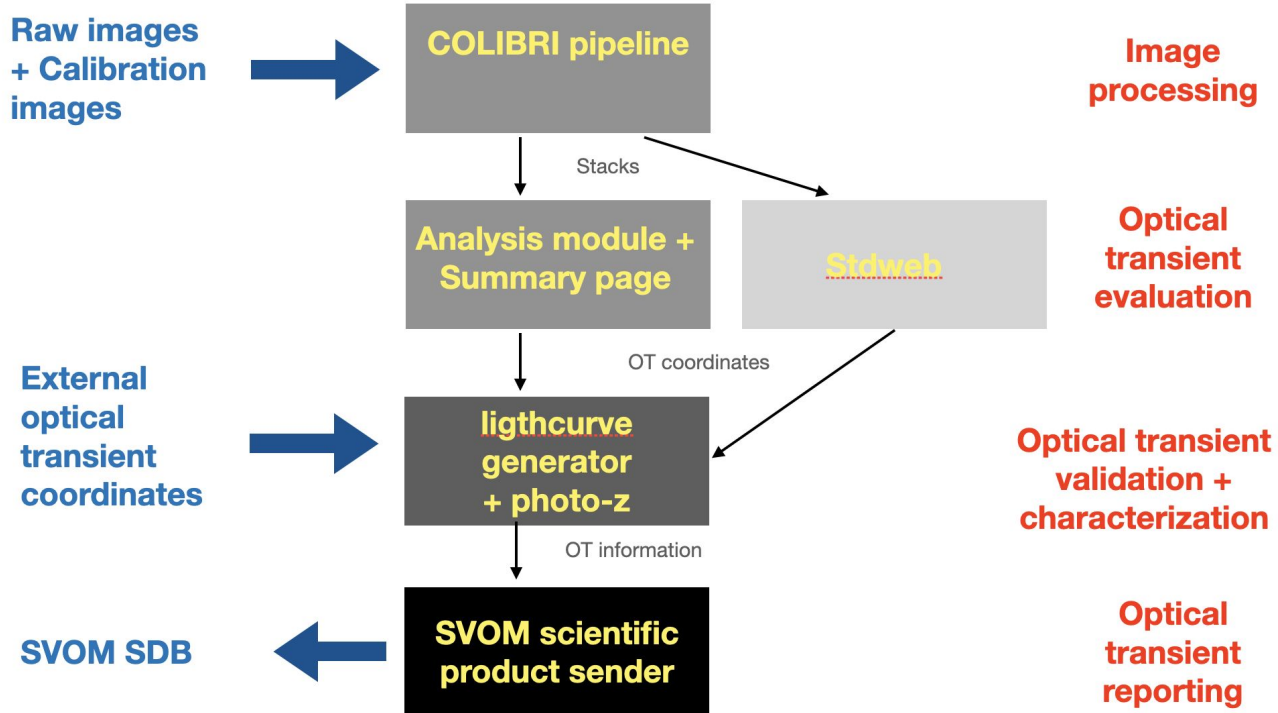 Raw images
+ Calibration
images
COLIBRI pipeline
Image
processing
Stacks
Analysis module +
Summary page
Stdweb
Optical
transient
evaluation
OT coordinates
External
optical
transient
coordinates
ligthcurve
generator
+ photo-z
Optical transient
validation +
characterization
OT information
SVOM SDB
SVOM scientific
product sender
Optical
transient
reporting